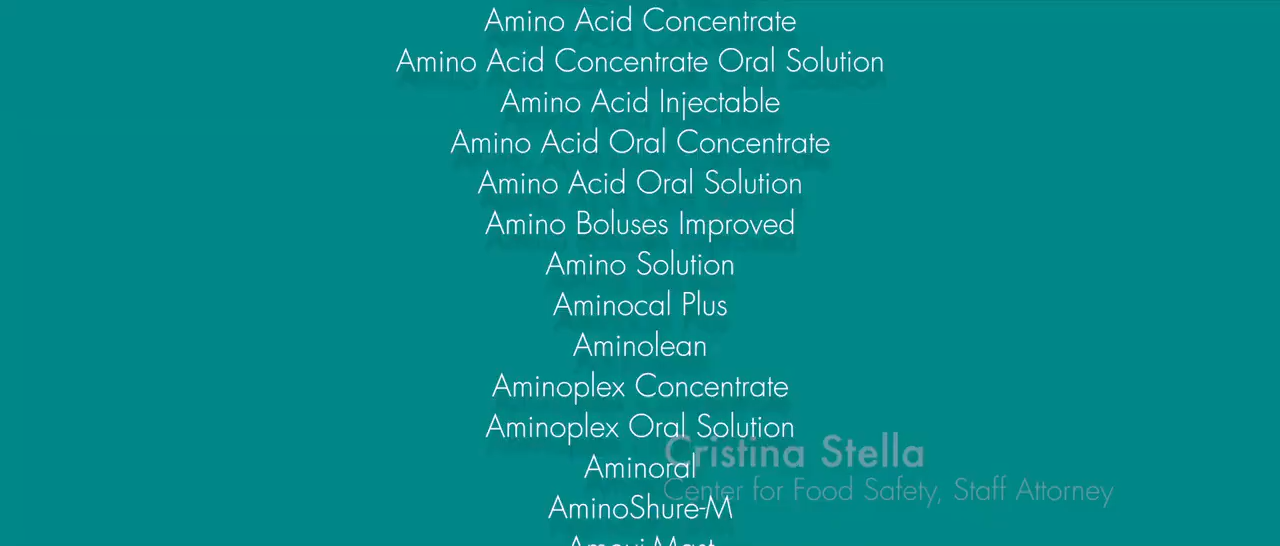 Amino Acid Concentrate
Amino Acid Concentrate Oral Solution
Amino Acid Injectable
Amino Acid Oral Concentrate
Amino Acid Oral Solution
Amino Boluses Improved
Amino Solution
Aminocal Plus
Aminolean
Aminoplex Concentrate
Aminoplex Oral Solution
Cristina Stella
Aminoral
Center for Food Safety, Staff Attorney
AminoShure-M